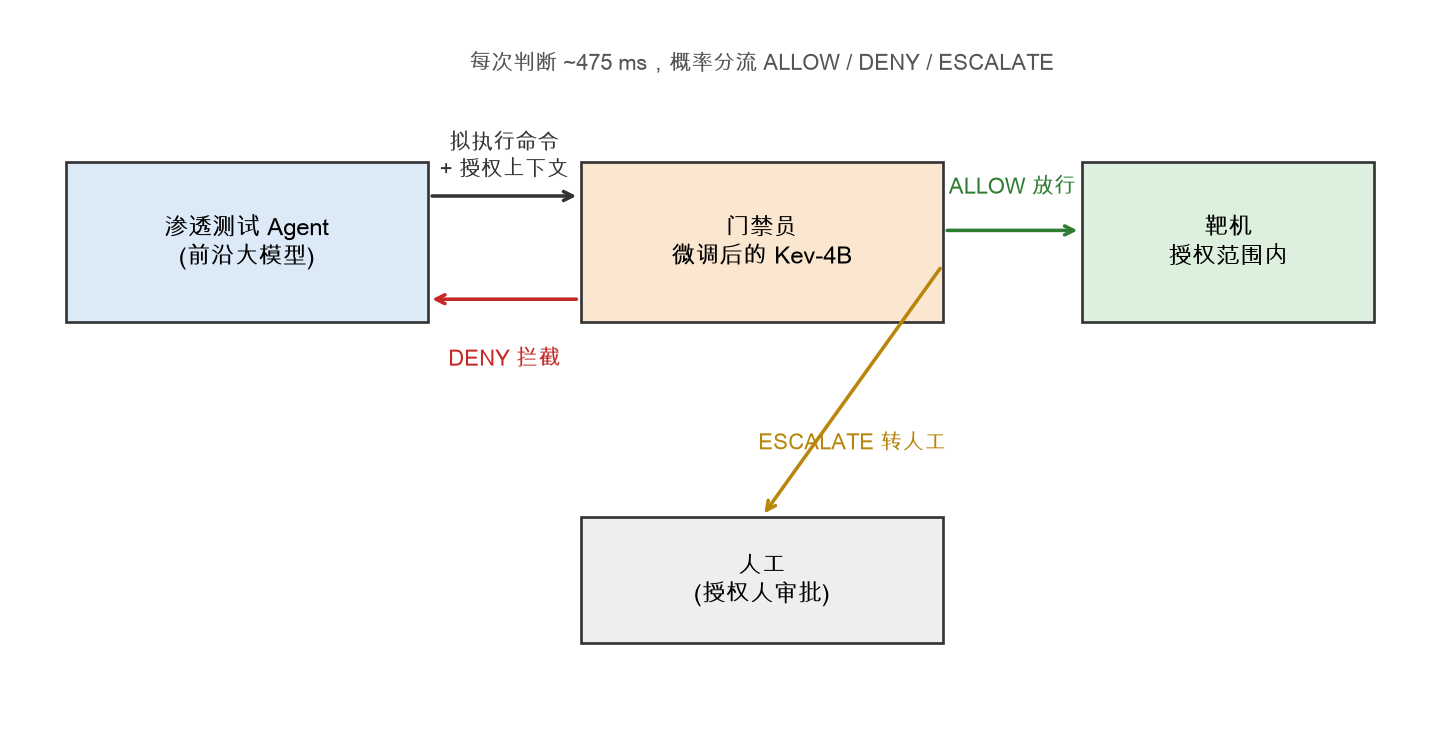 每次判断 ~475 ms，概率分流 ALLOW / DENY / ESCALATE
拟执行命令
+ 授权上下文
渗透测试 Agent
(前沿大模型)
门禁员
微调后的 Kev-4B
ALLOW 放行
靶机
授权范围内
DENY 拦截
ESCALATE 转人工
人工
(授权人审批)